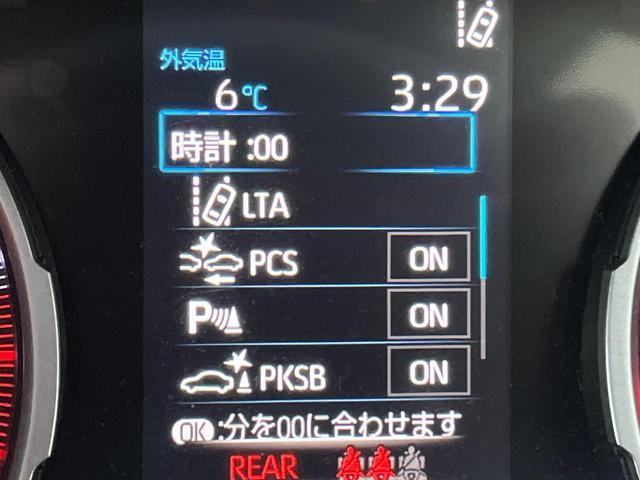 外気温
6℃ 3:29
時計 :00
LTA
PCS ON
P ON
PKSB ON
OK:分を00に合わせます
REAR